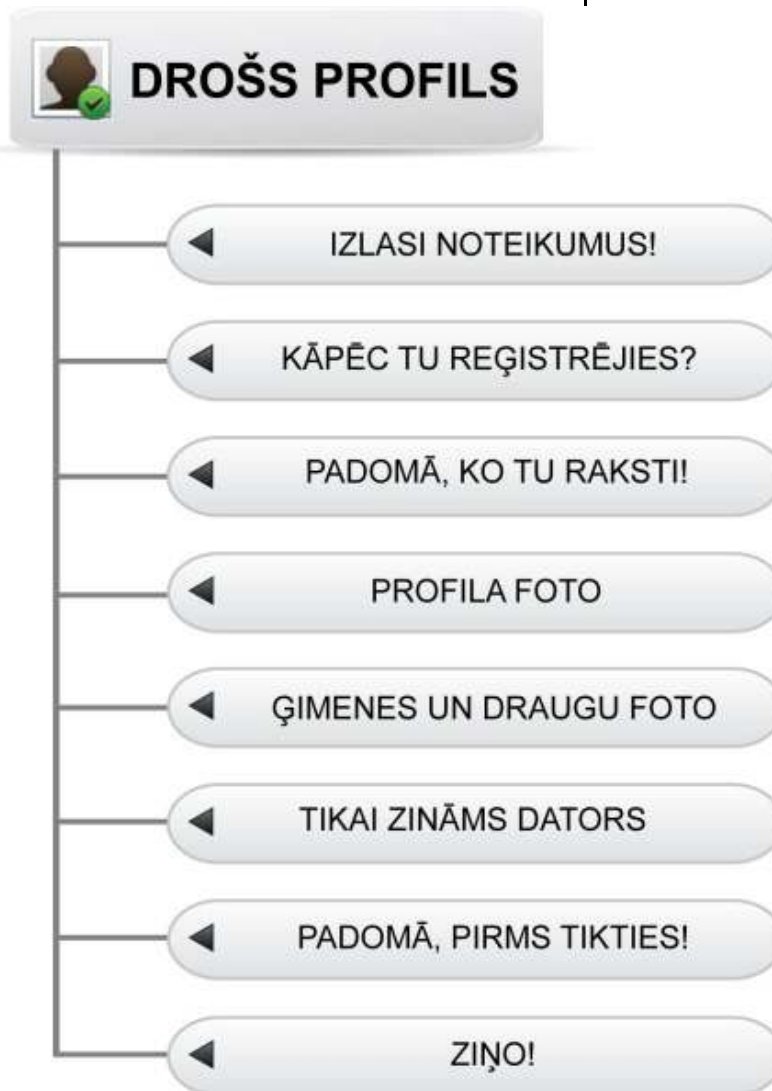 DROŠS PROFILS
IZLASI NOTEIKUMUS!
KĀPĒC TU REĢISTRĒJIES?
PADOMĀ, KO TU RAKSTI!
PROFILA FOTO
ĢIMENES UN DRAUGU FOTO
TIKAI ZINĀMS DATORS
PADOMĀ, PIRMS TIKTIES!
ZIŅO!